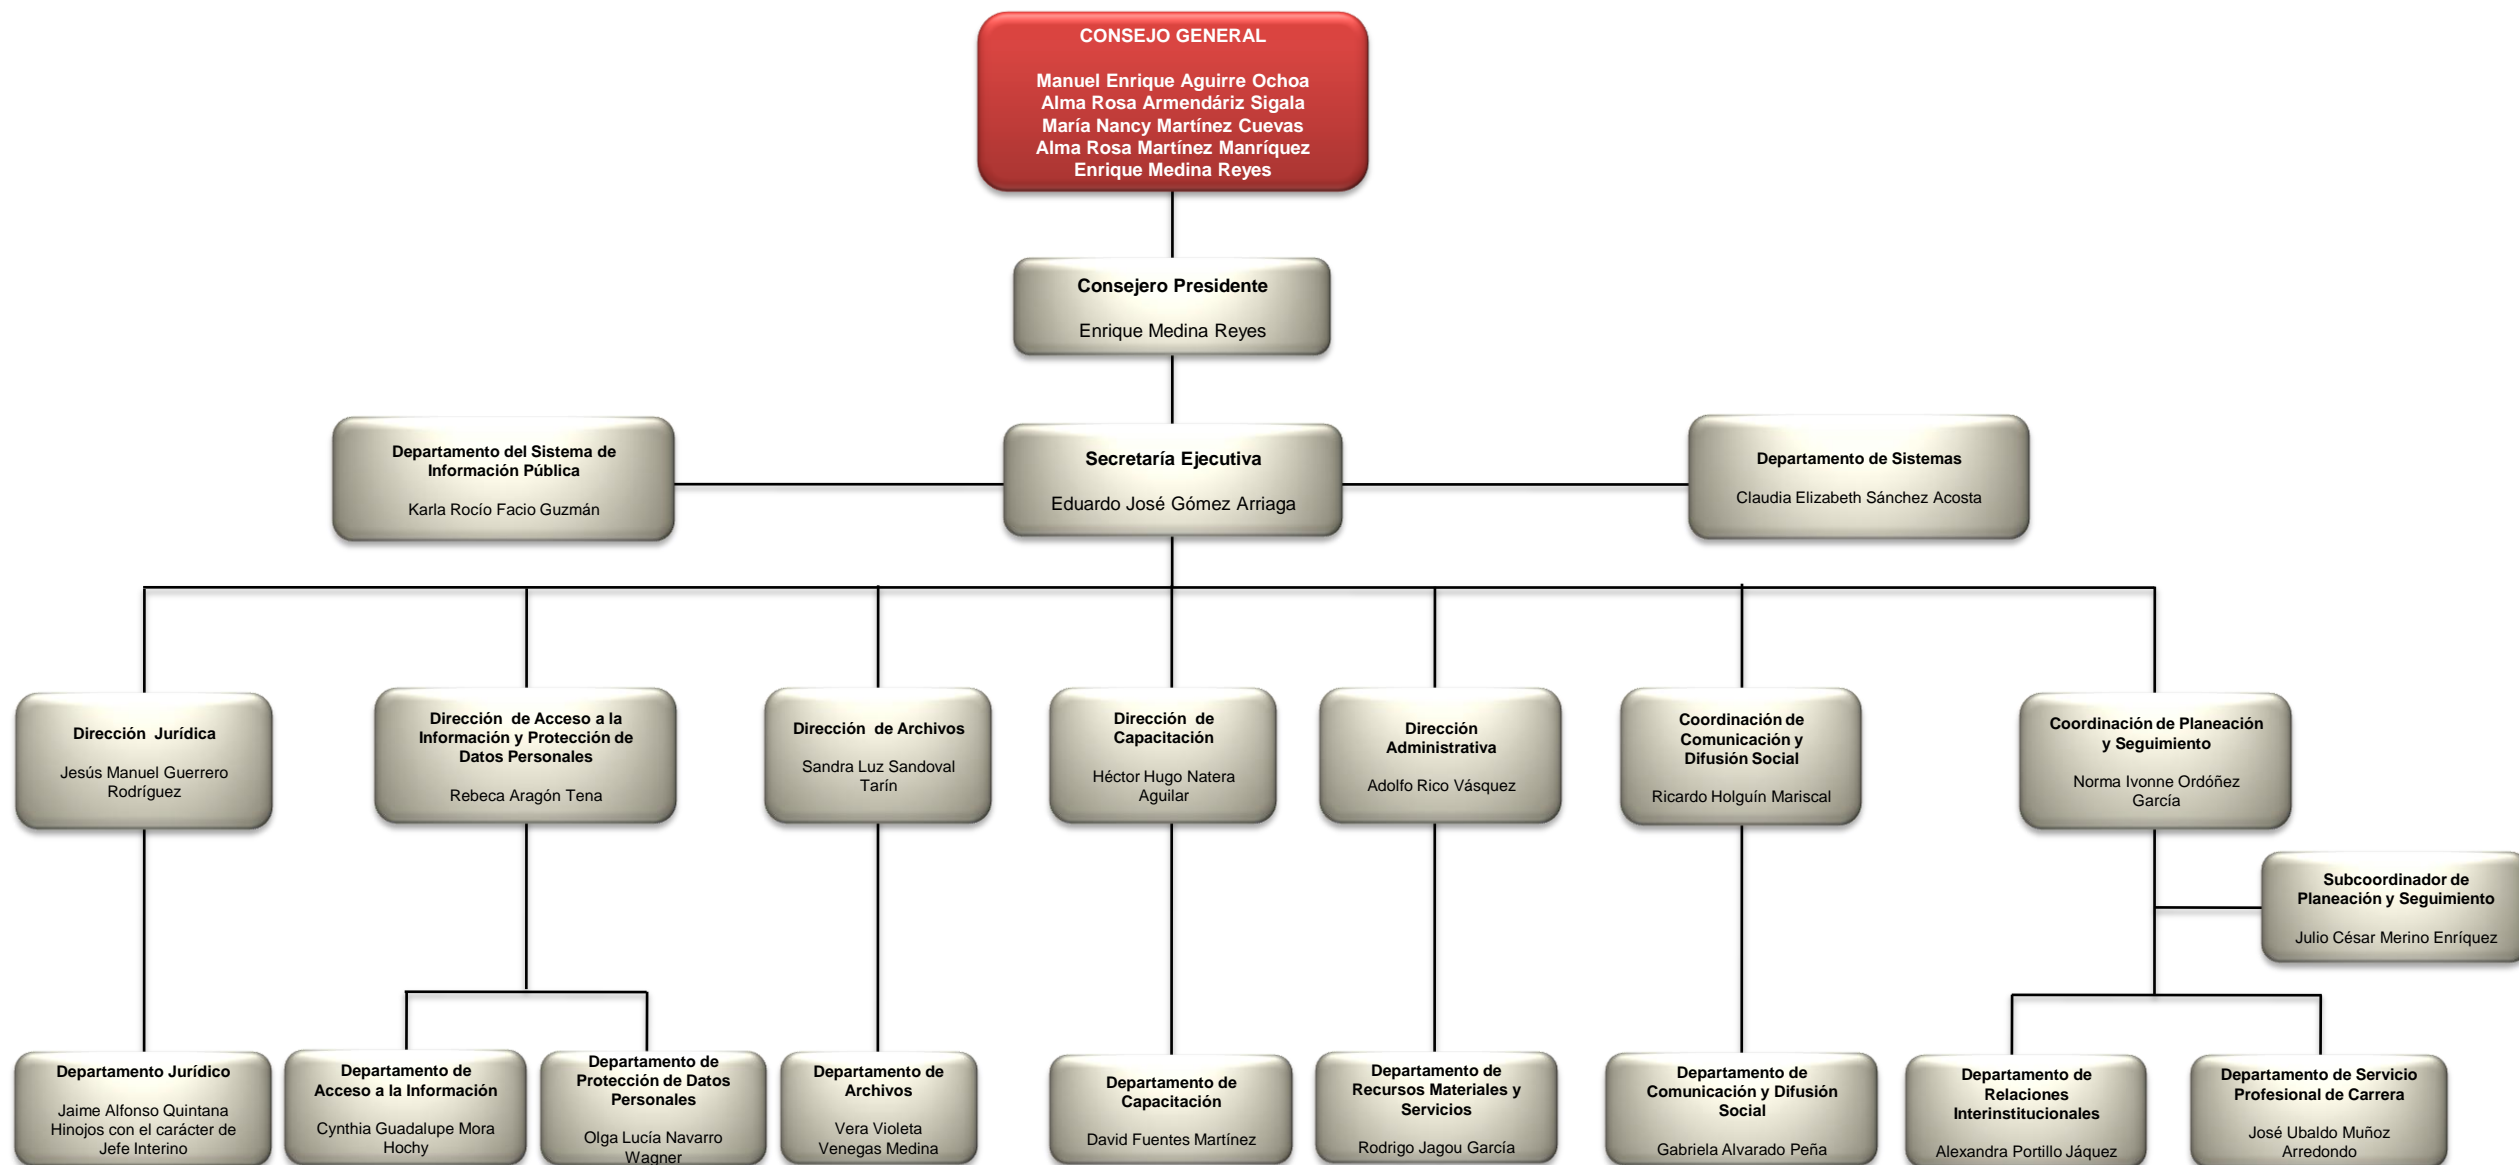 CONSEJO GENERAL
Manuel Enrique Aguirre Ochoa
Alma Rosa Armendáriz Sigala
María Nancy Martínez Cuevas
Alma Rosa Martínez Manríquez
Enrique Medina Reyes
Consejero Presidente
Enrique Medina Reyes
Departamento del Sistema de
Información Pública
Karla Rocío Facio Guzmán
Secretaría Ejecutiva
Eduardo José Gómez Arriaga
Departamento de Sistemas
Claudia Elizabeth Sánchez Acosta
Dirección Jurídica
Jesús Manuel Guerrero
Rodríguez
Dirección de Acceso a la
Información y Protección de
Datos Personales
Rebeca Aragón Tena
Dirección de Archivos
Sandra Luz Sandoval
Tarín
Dirección de
Capacitación
Héctor Hugo Natera
Aguilar
Dirección
Administrativa
Adolfo Rico Vásquez
Coordinación de
Comunicación y
Difusión Social
Ricardo Holguín Mariscal
Coordinación de Planeación
y Seguimiento
Norma Ivonne Ordóñez
García
Subcoordinador de
Planeación y Seguimiento
Julio César Merino Enríquez
Departamento Jurídico
Jaime Alfonso Quintana
Hinojos con el carácter de
Jefe Interino
Departamento de
Acceso a la Información
Cynthia Guadalupe Mora
Hochy
Departamento de
Protección de Datos
Personales
Olga Lucía Navarro
Wagner
Departamento de
Archivos
Vera Violeta
Venegas Medina
Departamento de
Capacitación
David Fuentes Martínez
Departamento de
Recursos Materiales y
Servicios
Rodrigo Jagou García
Departamento de
Comunicación y Difusión
Social
Gabriela Alvarado Peña
Departamento de
Relaciones
Interinstitucionales
Alexandra Portillo Jáquez
Departamento de Servicio
Profesional de Carrera
José Ubaldo Muñoz
Arredondo